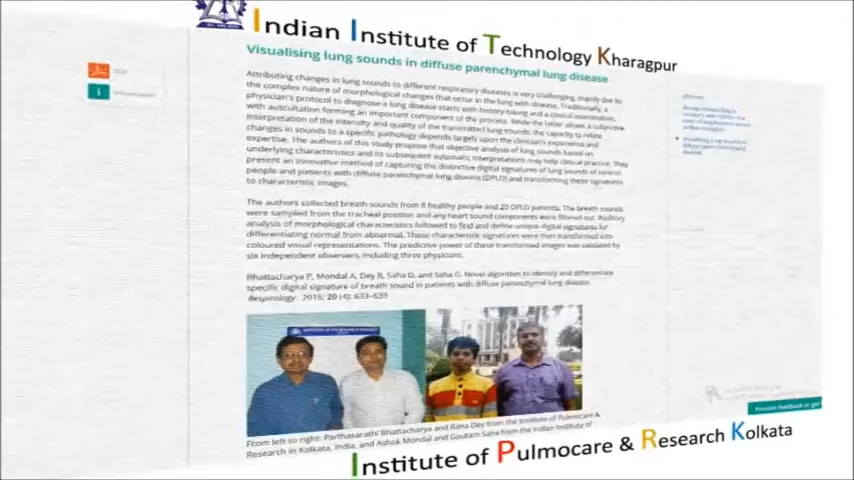 Indian Institute of Technology Kharagpur
Visualising lung sounds in diffuse parenchymal lung disease
Attributing changes in lung sounds to different respiratory diseases is very challenging, mainly due to
the complex nature of morphological changes that occur in the lung with disease. Traditionally, a
physician's protocol to diagnose a lung disease starts with history-taking and a clinical examination,
with auscultation forming an important component of the process. While the latter allows a subjective
interpretation of the intensity and quality of the transmitted lung sounds, the capacity to relate
changes in sounds to a specific pathology depends largely upon the clinician's experience and
expertise. The authors of this study propose that objective analysis of lung sounds based on
underlying characteristics and its subsequent automatic interpretations may help clinical practice. They
present an innovative method of capturing the distinctive digital signatures of lung sounds of control
people and patients with diffuse parenchymal lung disease (DPLD) and transforming these signatures
to characteristic images.
The authors collected breath sounds from 8 healthy people and 20 DPLD patients. The breath sounds
were sampled from the tracheal position and any heart sound components were filtered out. Auditory
analysis of morphological characteristics followed to find and define unique digital signatures for
differentiating normal from abnormal. These characteristic signatures were then transformed into
coloured visual representations. The predictive power of these transformed images was validated by
six independent observers, including three physicians.
Bhattacharya P, Mondal A, Dey R, Saha D, and Saha G. Novel algorithm to identify and differentiate
specific digital signature of breath sound in patients with diffuse parenchymal lung disease.
Respirology 2015; 20 (4): 633-639
From left to right: Parthasarathi Bhattacharya and Rana Dey from the Institute of Pulmocare &
Research in Kolkata, India, and Ashok Mondal and Goutam Saha from the Indian Institute of
Provide feedback or get
Institute of Pulmocare & Research Kolkata